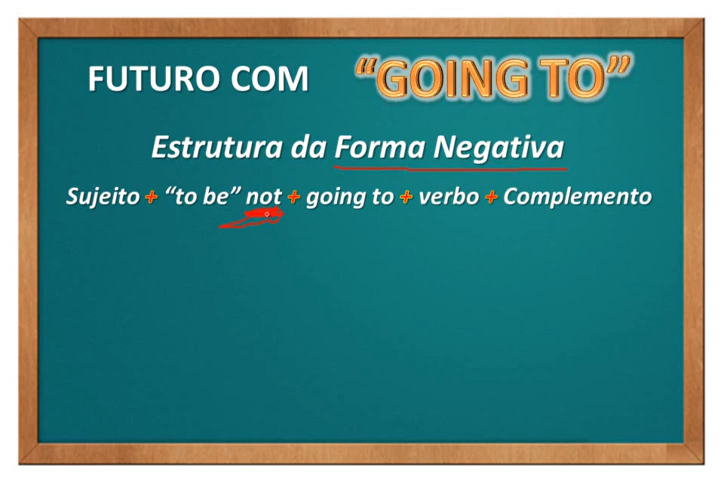 FUTURO COM "GOING TO"
Estrutura da Forma Negativa
Sujeito + "to be" not + going to + verbo + Complemento